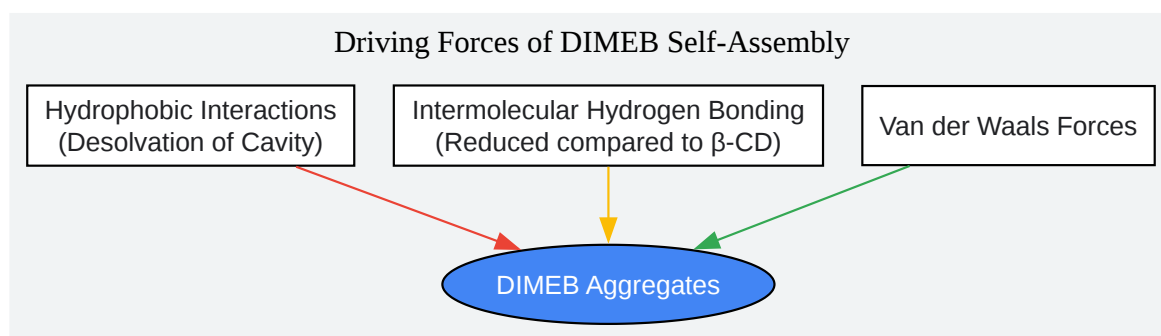 Driving Forces of DIMEB Self-Assembly
Hydrophobic Interactions
(Desolvation of Cavity)
Intermolecular Hydrogen Bonding
(Reduced compared to β-CD)
Van der Waals Forces
DIMEB Aggregates